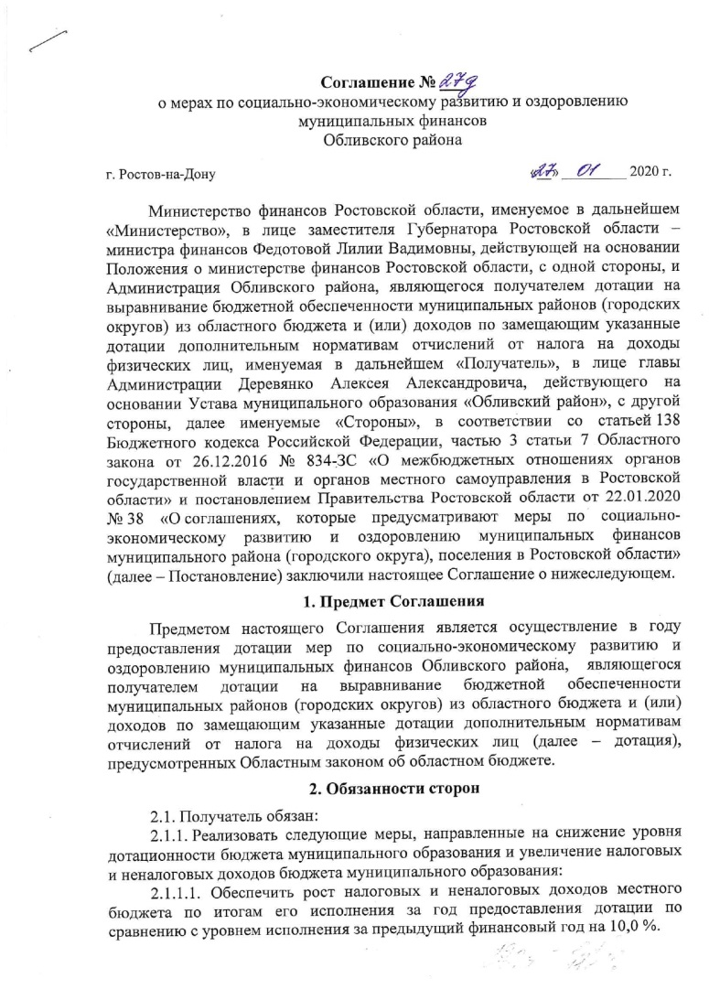 Соглашение № 27д
о мерах по социально-экономическому развитию и оздоровлению
муниципальных финансов
Обливского района
г. Ростов-на-Дону «27» 01 2020 г.
Министерство финансов Ростовской области, именуемое в дальнейшем
«Министерство», в лице заместителя Губернатора Ростовской области –
министра финансов Федотовой Лилии Вадимовны, действующей на основании
Положения о министерстве финансов Ростовской области, с одной стороны, и
Администрация Обливского района, являющегося получателем дотации на
выравнивание бюджетной обеспеченности муниципальных районов (городских
округов) из областного бюджета и (или) доходов по замещающим указанные
дотации дополнительным нормативам отчислений от налога на доходы
физических лиц, именуемая в дальнейшем «Получатель», в лице главы
Администрации Деревянко Алексея Александровича, действующего на
основании Устава муниципального образования «Обливский район», с другой
стороны, далее именуемые «Стороны», в соответствии со статьей 138
Бюджетного кодекса Российской Федерации, частью 3 статьи 7 Областного
закона от 26.12.2016 № 834-ЗС «О межбюджетных отношениях органов
государственной власти и органов местного самоуправления в Ростовской
области» и постановлением Правительства Ростовской области от 22.01.2020
№ 38 «О соглашениях, которые предусматривают меры по социально-
экономическому развитию и оздоровлению муниципальных финансов
муниципального района (городского округа), поселения в Ростовской области»
(далее – Постановление) заключили настоящее Соглашение о нижеследующем.
1. Предмет Соглашения
Предметом настоящего Соглашения является осуществление в году
предоставления дотации мер по социально-экономическому развитию и
оздоровлению муниципальных финансов Обливского района, являющегося
получателем дотации на выравнивание бюджетной обеспеченности
муниципальных районов (городских округов) из областного бюджета и (или)
доходов по замещающим указанные дотации дополнительным нормативам
отчислений от налога на доходы физических лиц (далее – дотация),
предусмотренных Областным законом об областном бюджете.
2. Обязанности сторон
2.1. Получатель обязан:
2.1.1. Реализовать следующие меры, направленные на снижение уровня
дотационности бюджета муниципального образования и увеличение налоговых
и неналоговых доходов бюджета муниципального образования:
2.1.1.1. Обеспечить рост налоговых и неналоговых доходов местного
бюджета по итогам его исполнения за год предоставления дотации по
сравнению с уровнем исполнения за предыдущий финансовый год на 10,0 %.